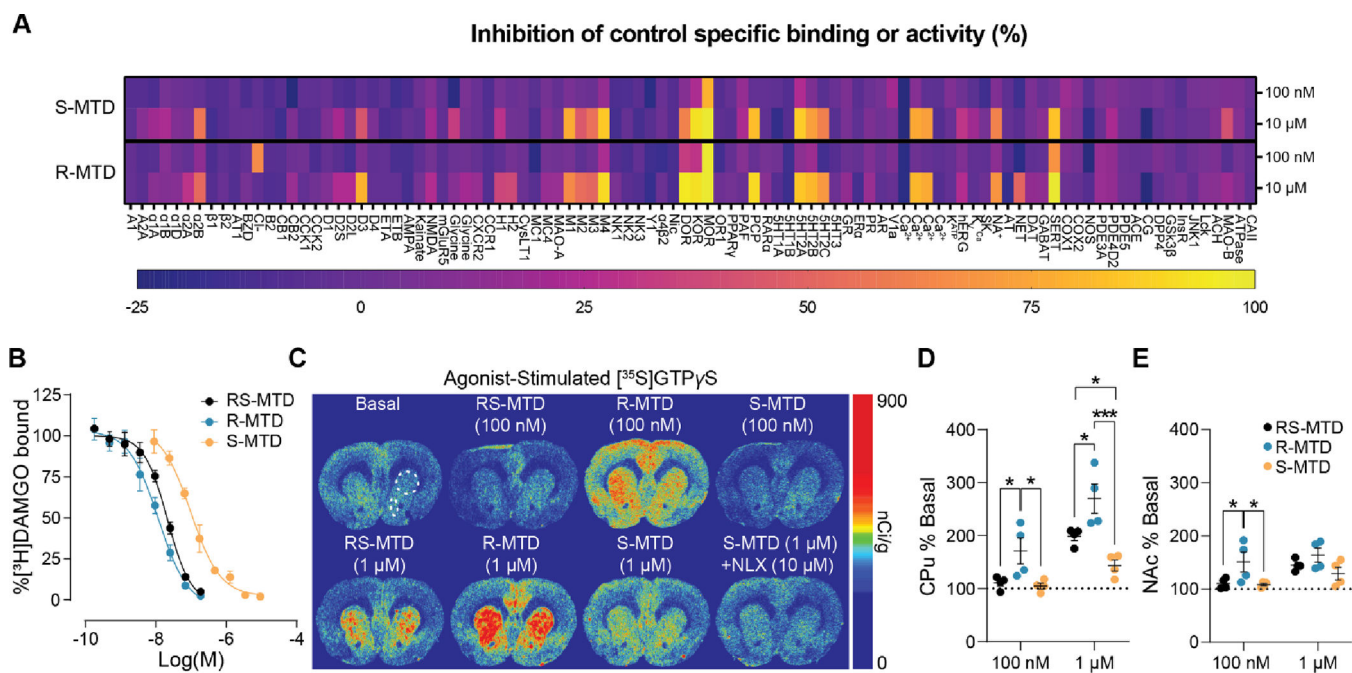 A
Inhibition of control specific binding or activity (%)
S-MTD
100 nM
10 µM
R-MTD
100 nM
10 µM
A1 A2A α1B α1D α2A α2B β1 β2 AT1 BZD Cl- B2 CB1 CB2 CCK1 CCK2 D1 D2S D2L D3 D4 ETA ETB AMPA Kainate NMDA mGluR5 Glycine Glycine CXCR2 CCR1 H1 H2 CysLT1 MC1 MAO-A M1 M2 M3 M4 NK1 NK2 NK3 Y1 α4β2 Nic DOR KOR MOR OR1 PPARγ PAF PCP RARα 5HT1A 5HT1B 5HT2A 5HT2B 5HT2C 5HT3 GR ERα PR AR V1a Ca²⁺ Ca²⁺ Ca²⁺ Ca²⁺ hERG SK NA⁺ AT NET DAT GABAT SERT COX1 COX2 NOS PDE3A PDE4D2 PDE5 ACE CG DPP4 GSk3β InsR JNK1 Lck ACH MAO-B ATPase CAII
-25 0 25 50 75 100
B
%[³H]DAMGO bound
125
100
75
50
25
0
-10 -8 -6 -4
Log(M)
RS-MTD
R-MTD
S-MTD
C
Agonist-Stimulated [³⁵S]GTPγS
Basal RS-MTD (100 nM) R-MTD (100 nM) S-MTD (100 nM)
RS-MTD (1 µM) R-MTD (1 µM) S-MTD (1 µM) S-MTD (1 µM) +NLX (10 µM)
900
nCi/g
0
D
CPu % Basal
400
300
200
100
0
* * * *** *
100 nM 1 µM
E
NAc % Basal
400
300
200
100
0
* *
100 nM 1 µM
RS-MTD
R-MTD
S-MTD